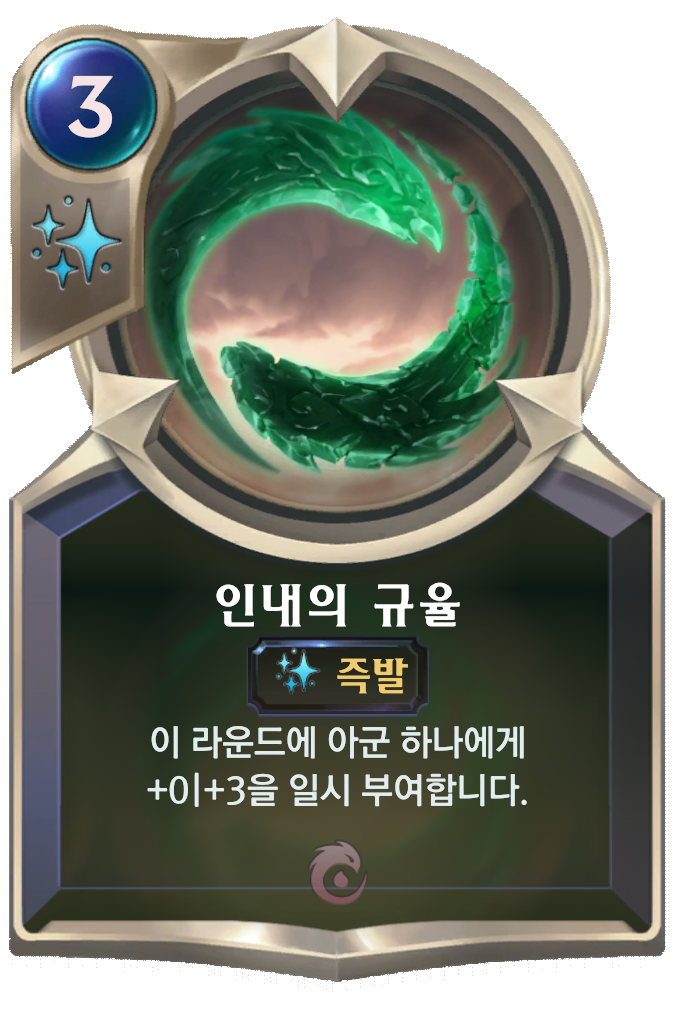 3
인내의 규율
즉발
이 라운드에 아군 하나에게
+0|+3을 일시 부여합니다.